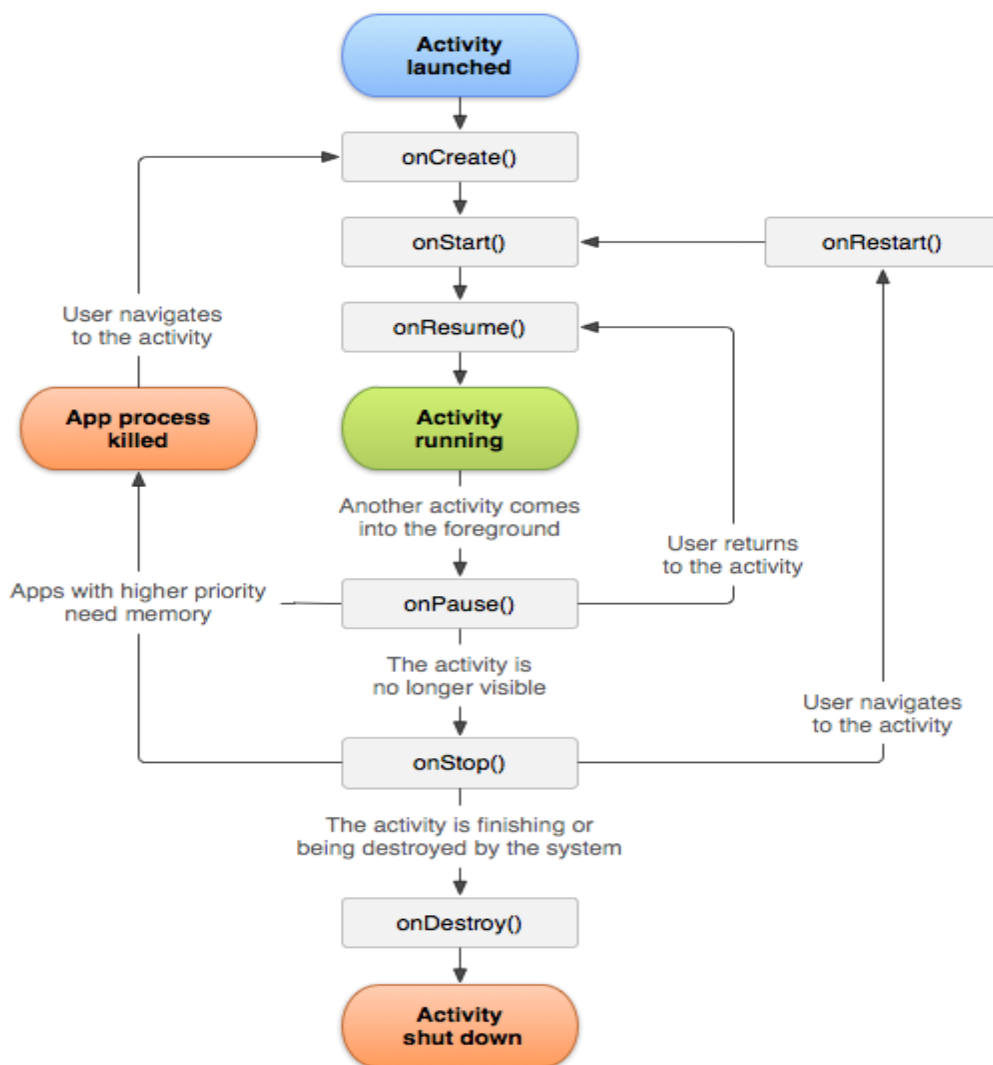 Activity
launched
onCreate()
onStart()
onRestart()
User navigates
to the activity
onResume()
App process
killed
Activity
running
Another activity comes
into the foreground
User returns
to the activity
Apps with higher priority
need memory
onPause()
The activity is
no longer visible
User navigates
to the activity
onStop()
The activity is finishing or
being destroyed by the system
onDestroy()
Activity
shut down